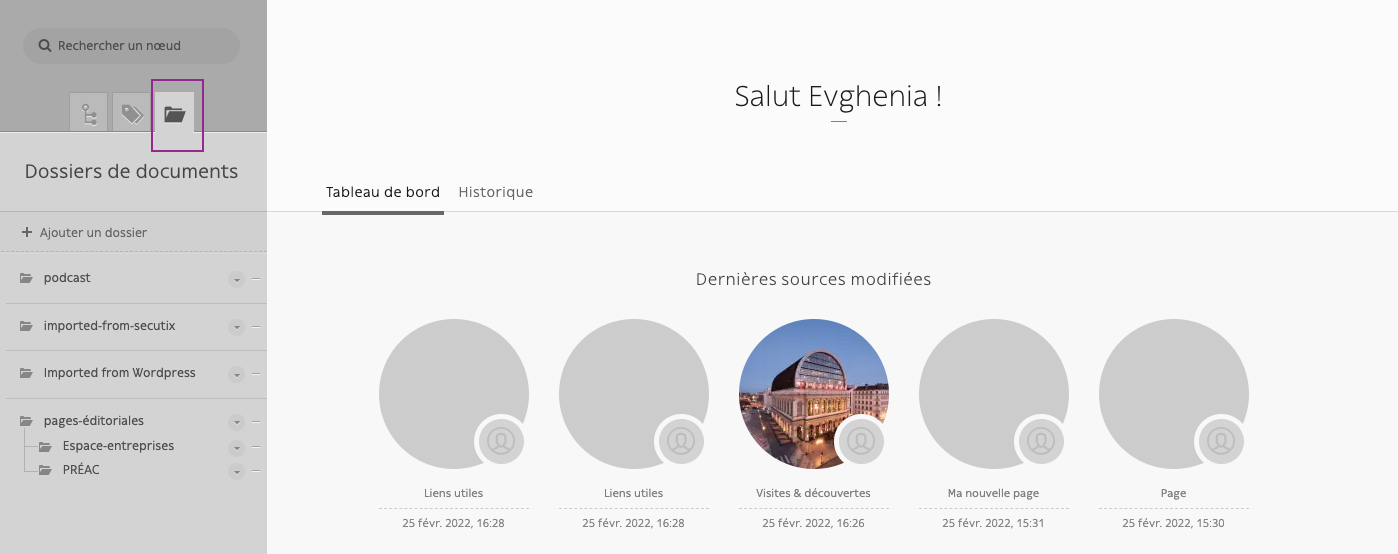 Rechercher un nœud
Dossiers de documents
Ajouter un dossier
podcast
imported-from-secutix
Imported from Wordpress
pages-éditoriales
Espace-entreprises
PRÉAC
Salut Evghenia !
Tableau de bord Historique
Dernières sources modifiées
Liens utiles Liens utiles Visites & découvertes Ma nouvelle page Page
25 févr. 2022, 16:28 25 févr. 2022, 16:28 25 févr. 2022, 16:26 25 févr. 2022, 15:31 25 févr. 2022, 15:30